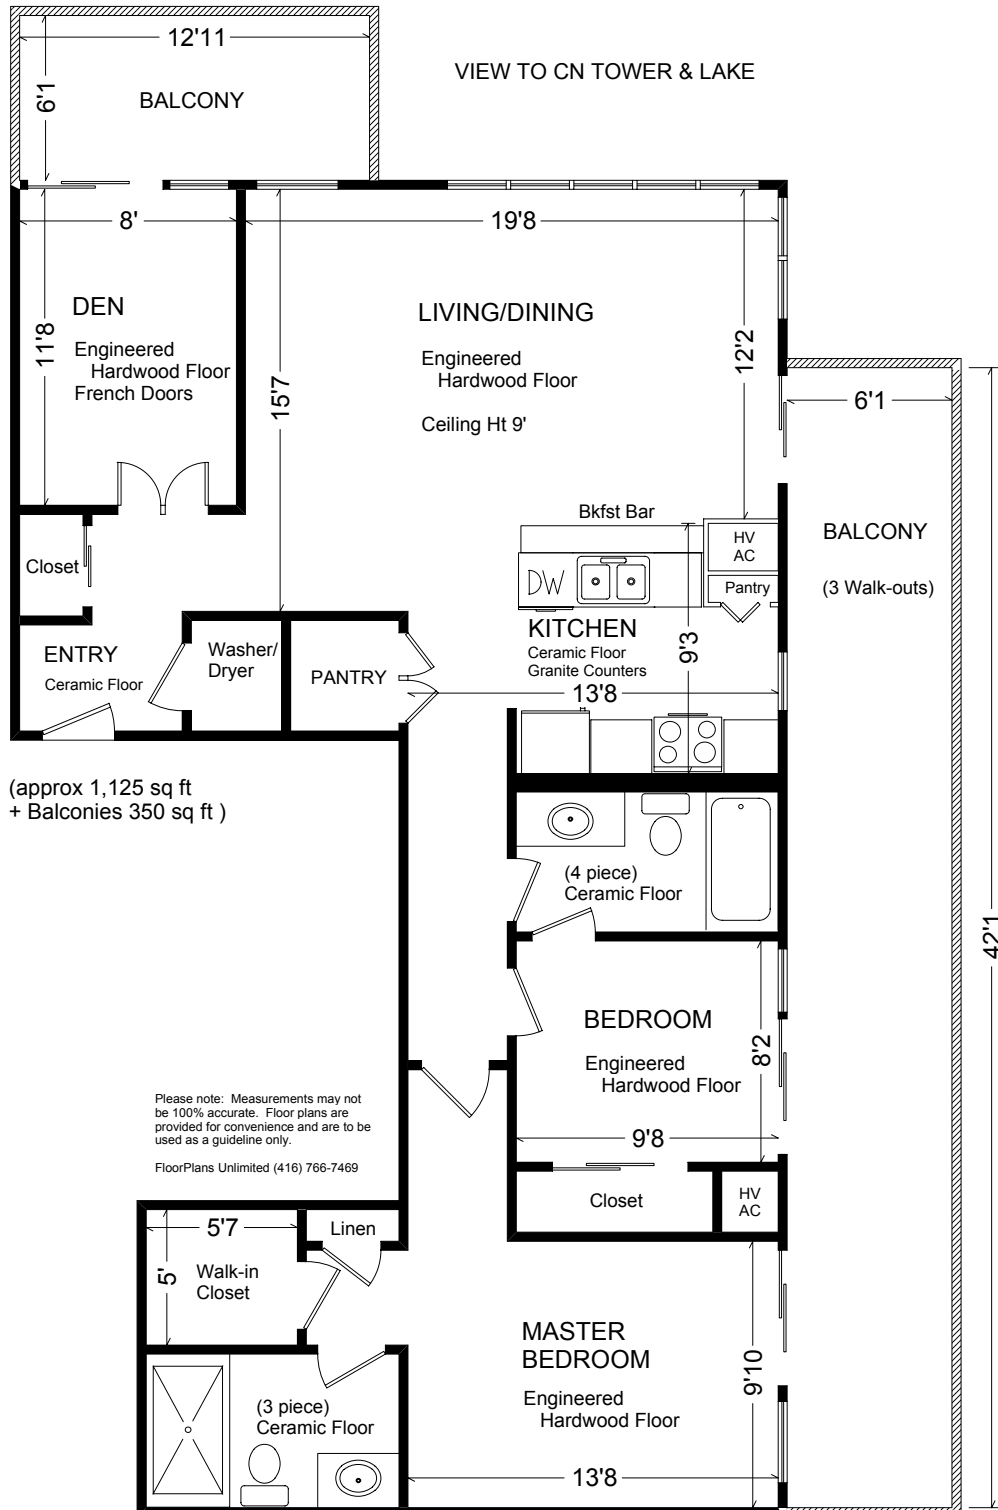 12'11
VIEW TO CN TOWER & LAKE
6'1
BALCONY
8'
19'8
DEN
Engineered
Hardwood Floor
French Doors
11'8
LIVING/DINING
Engineered
Hardwood Floor
Ceiling Ht 9'
15'7
12'2
6'1
BALCONY
(3 Walk-outs)
42'1
Bkfst Bar
HV
AC
Pantry
DW
KITCHEN
Ceramic Floor
Granite Counters
9'3
13'8
Closet
ENTRY
Ceramic Floor
Washer/
Dryer
PANTRY
(approx 1,125 sq ft
+ Balconies 350 sq ft )
(4 piece)
Ceramic Floor
BEDROOM
Engineered
Hardwood Floor
8'2
9'8
Please note: Measurements may not
be 100% accurate. Floor plans are
provided for convenience and are to be
used as a guideline only.
FloorPlans Unlimited (416) 766-7469
Closet
HV
AC
5'7
Linen
5'
Walk-in
Closet
MASTER
BEDROOM
Engineered
Hardwood Floor
9'10
13'8
(3 piece)
Ceramic Floor